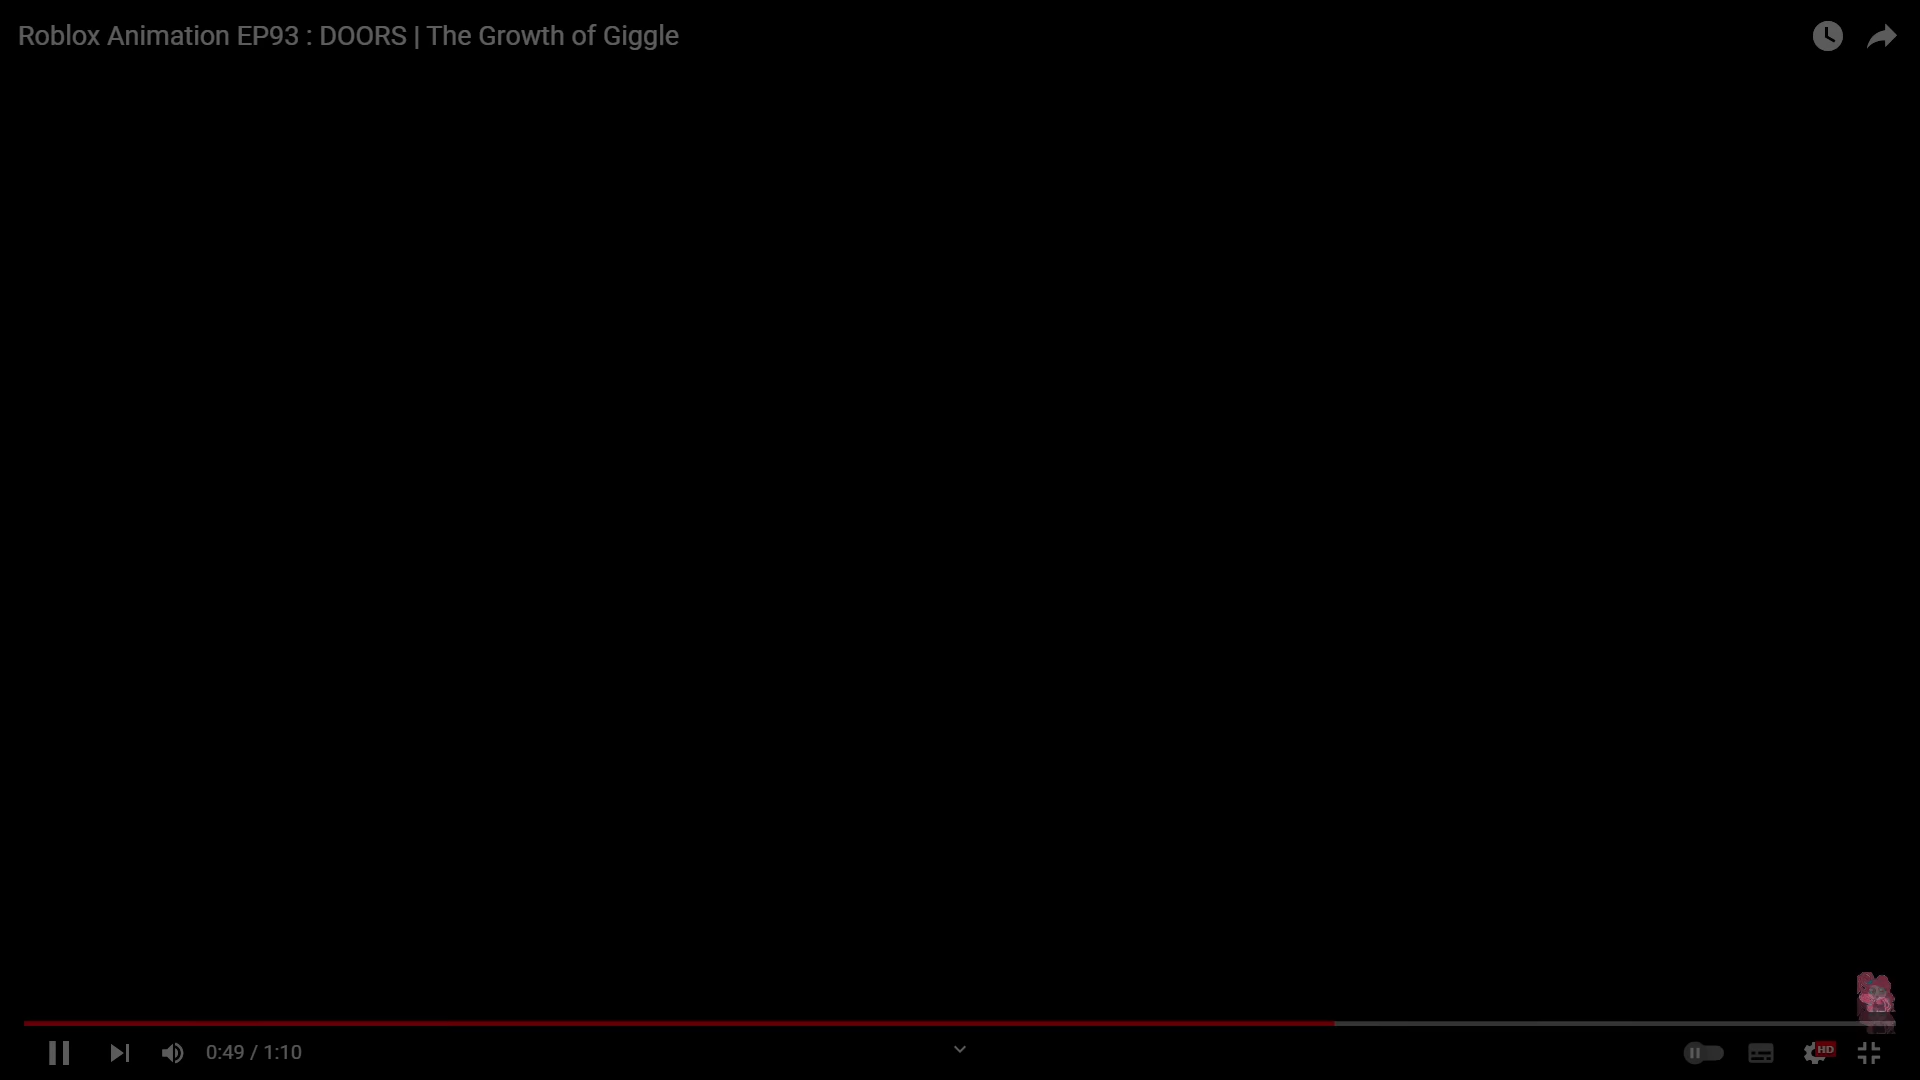 Roblox Animation EP93 : DOORS | The Growth of Giggle
0:49 / 1:10
HD